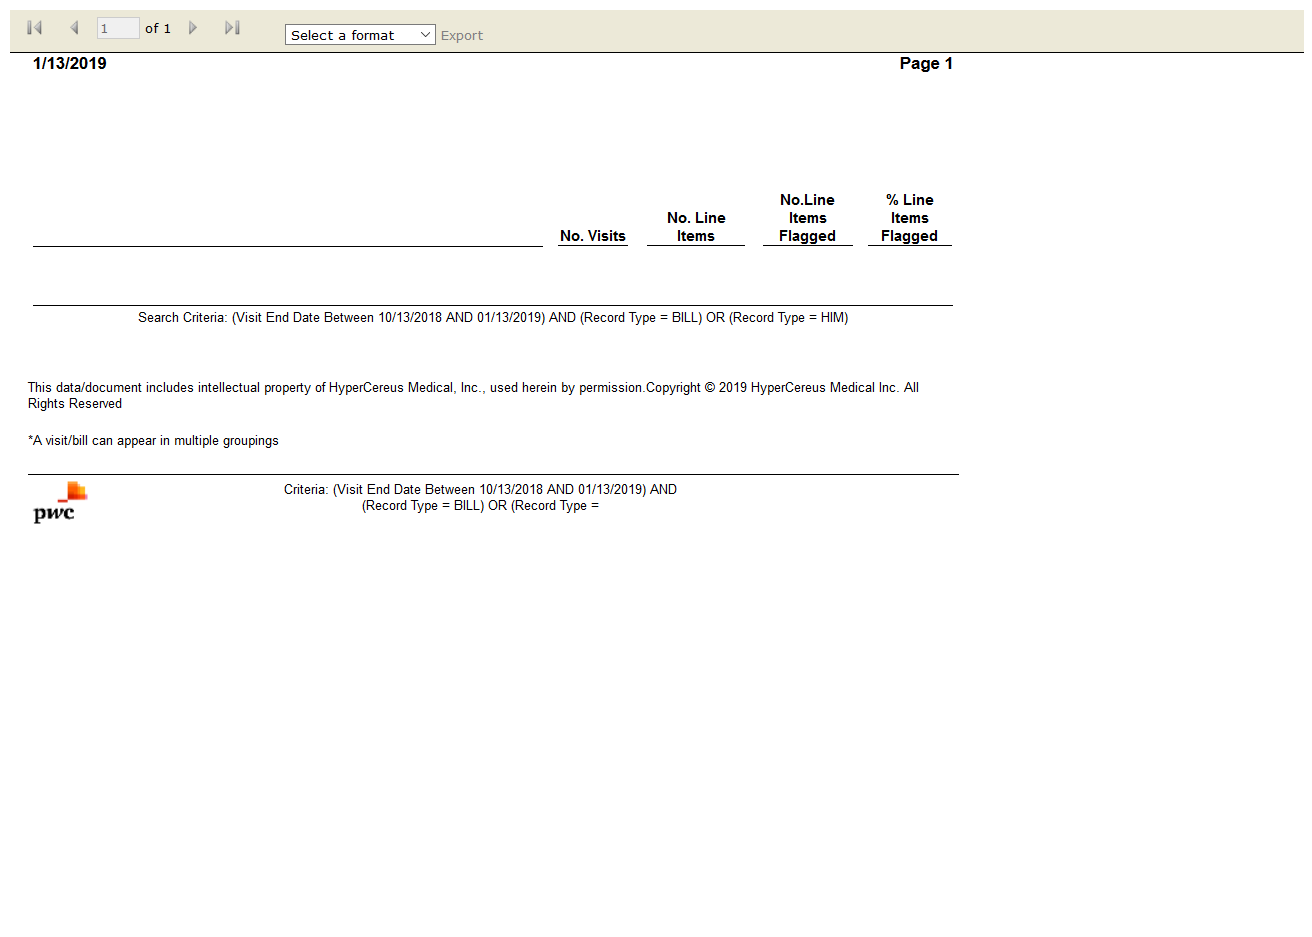 1 of 1 Select a format Export
1/13/2019 Page 1
No.Line % Line
No. Line Items Items
No. Visits Items Flagged Flagged
Search Criteria: (Visit End Date Between 10/13/2018 AND 01/13/2019) AND (Record Type = BILL) OR (Record Type = HIM)
This data/document includes intellectual property of HyperCereus Medical, Inc., used herein by permission.Copyright © 2019 HyperCereus Medical Inc. All
Rights Reserved
*A visit/bill can appear in multiple groupings
pwc
Criteria: (Visit End Date Between 10/13/2018 AND 01/13/2019) AND
(Record Type = BILL) OR (Record Type =